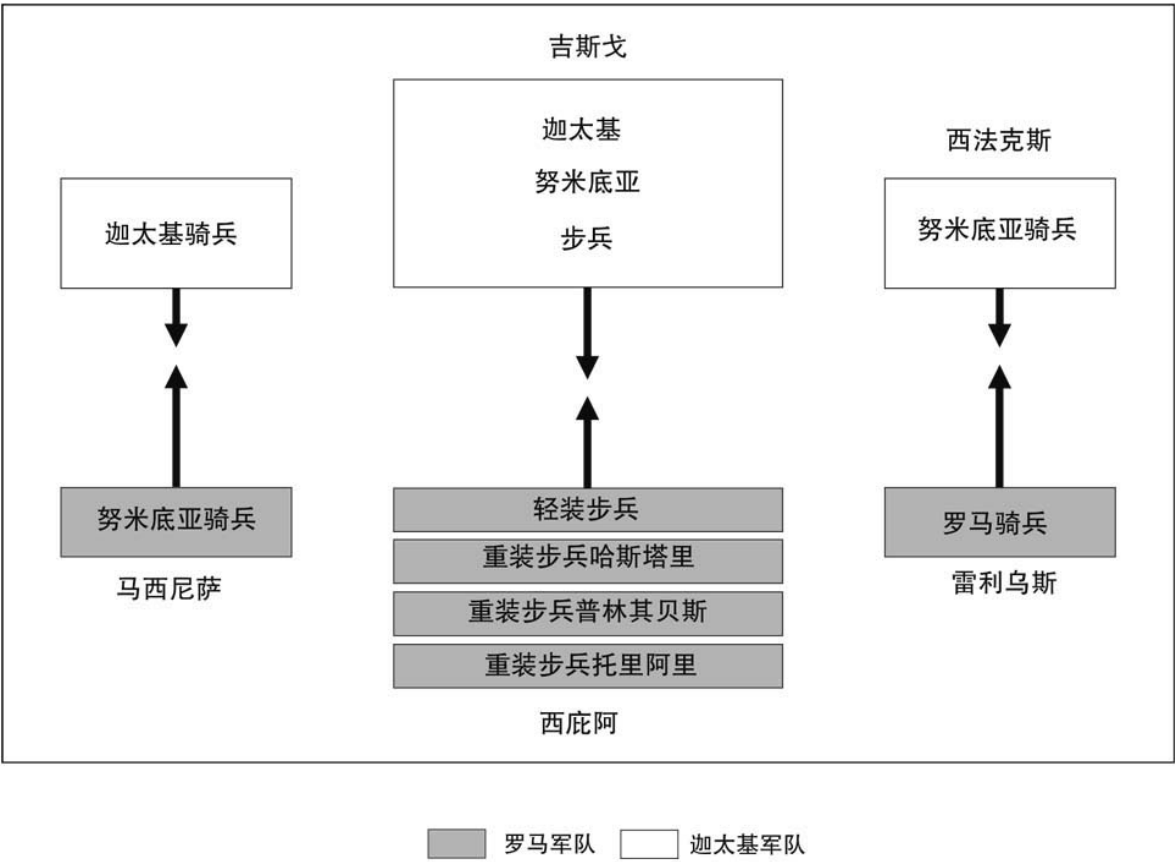 吉斯戈
迦太基
努米底亚
步兵
西法克斯
迦太基骑兵
努米底亚骑兵
努米底亚骑兵
马西尼萨
轻装步兵
重装步兵哈斯塔里
重装步兵普林其贝斯
重装步兵托里阿里
西庇阿
罗马骑兵
雷利乌斯
罗马军队
迦太基军队